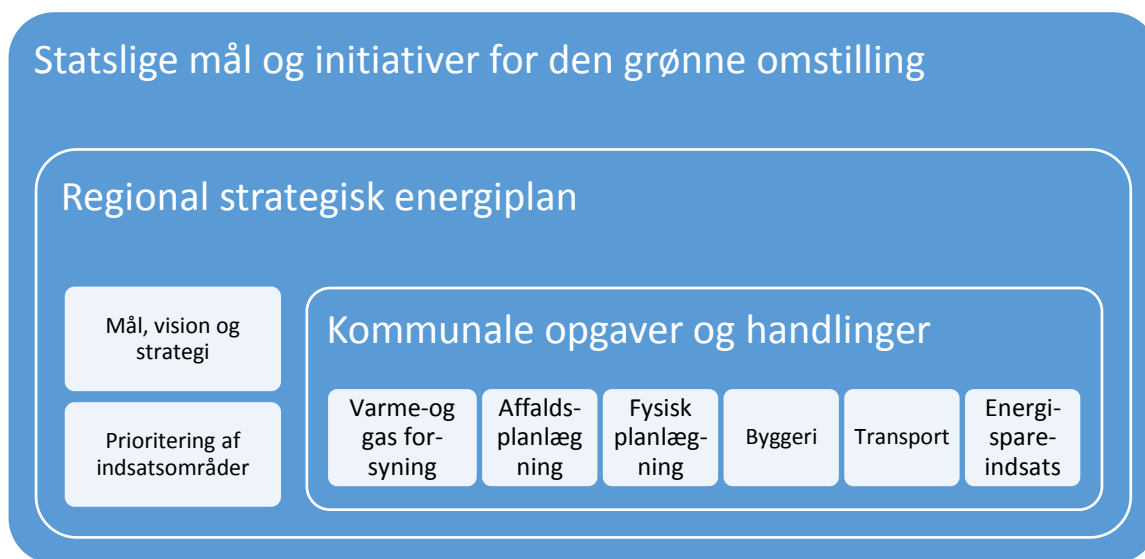 Statslige mål og initiativer for den grønne omstilling
Regional strategisk energiplan
Mål, vision og
strategi
Prioritering af
indsatsområder
Kommunale opgaver og handlinger
Varme-og
gas for-
syning
Affalds-
planlæg
ning
Fysisk
planlæg-
ning
Byggeri
Transport
Energi-
spare-
indsats